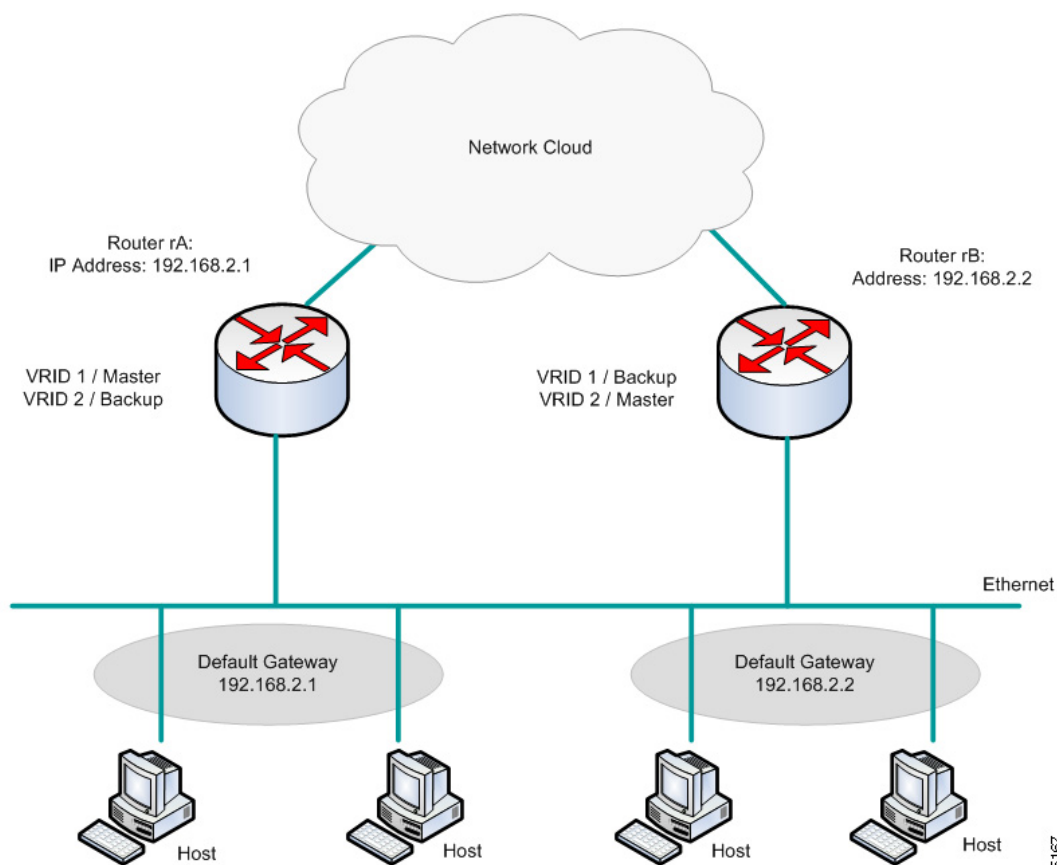 Network Cloud
Router rA:
IP Address: 192.168.2.1
Router rB:
Address: 192.168.2.2
VRID 1 / Master
VRID 2 / Backup
VRID 1 / Backup
VRID 2 / Master
Ethernet
Default Gateway
192.168.2.1
Default Gateway
192.168.2.2
Host
Host
Host
Host